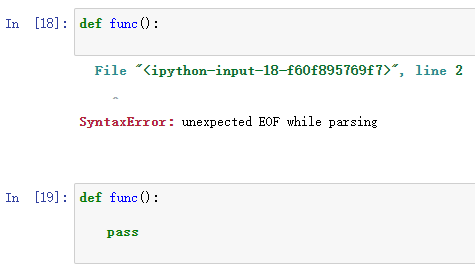 In [18]: def func():
File "<ipython-input-18-f60f895769f7>", line 2
^
SyntaxError: unexpected EOF while parsing
In [19]: def func():
pass